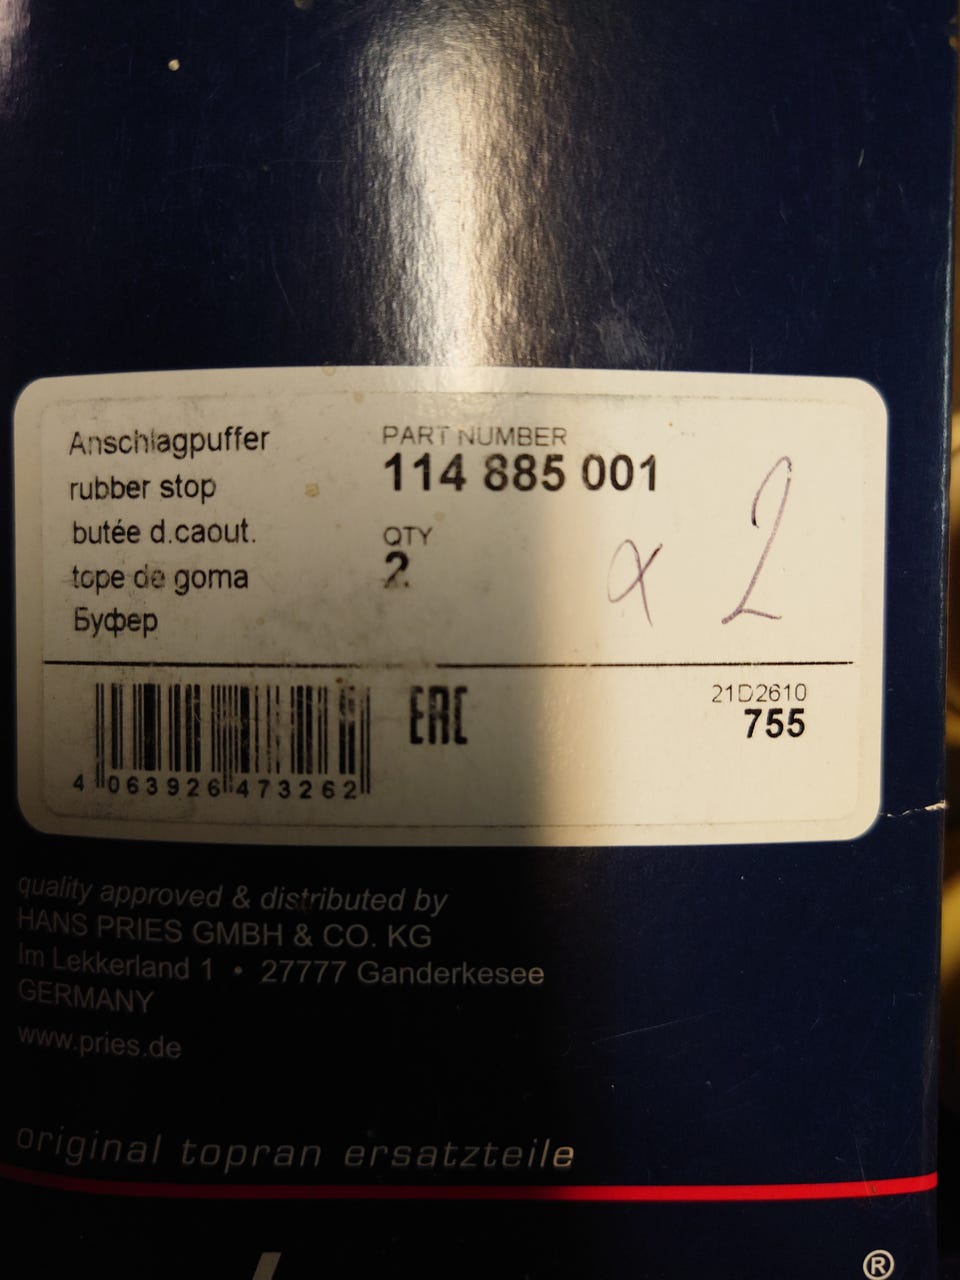 Anschlagpuffer
rubber stop
butée d.caout.
tope de goma
Буфер
PART NUMBER
114 885 001
QTY
2
x 2
4 063926 473262
EAC
21D2610
755
quality approved & distributed by
HANS PRIES GMBH & CO. KG
Im Lekkerland 1 • 27777 Ganderkesee
GERMANY
www.pries.de
original topran ersatzteile
®